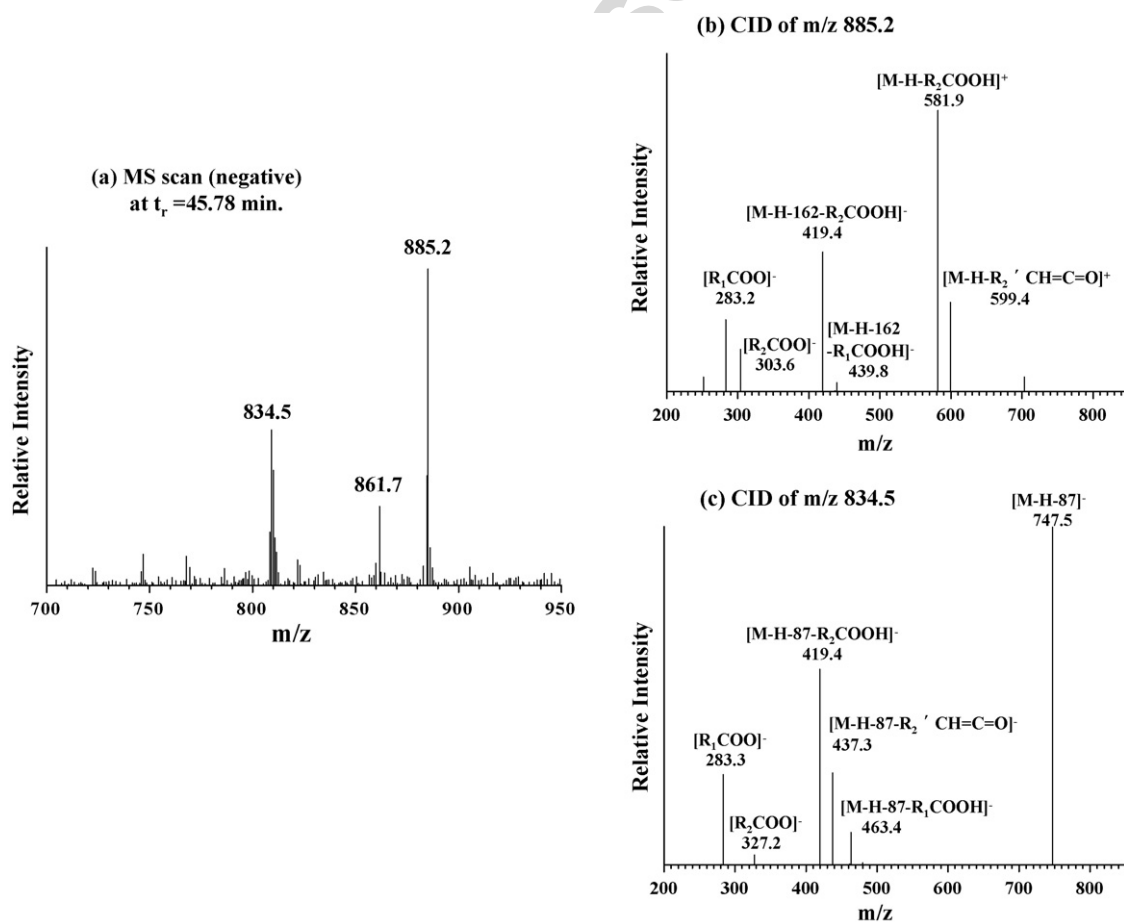 (a) MS scan (negative)
at tr =45.78 min.
Relative Intensity
834.5
861.7
885.2
700 750 800 850 900 950
m/z
(b) CID of m/z 885.2
Relative Intensity
[M-H-R2COOH]+
581.9
[M-H-162-R2COOH]-
419.4
[R1COO]-
283.2
[R2COO]-
303.6
[M-H-162
-R1COOH]-
439.8
[M-H-R2 ′ CH=C=O]+
599.4
200 300 400 500 600 700 800
m/z
(c) CID of m/z 834.5
Relative Intensity
[M-H-87]-
747.5
[M-H-87-R2COOH]-
419.4
[M-H-87-R2 ′ CH=C=O]-
437.3
[R1COO]-
283.3
[R2COO]-
327.2
[M-H-87-R1COOH]-
463.4
200 300 400 500 600 700 800
m/z